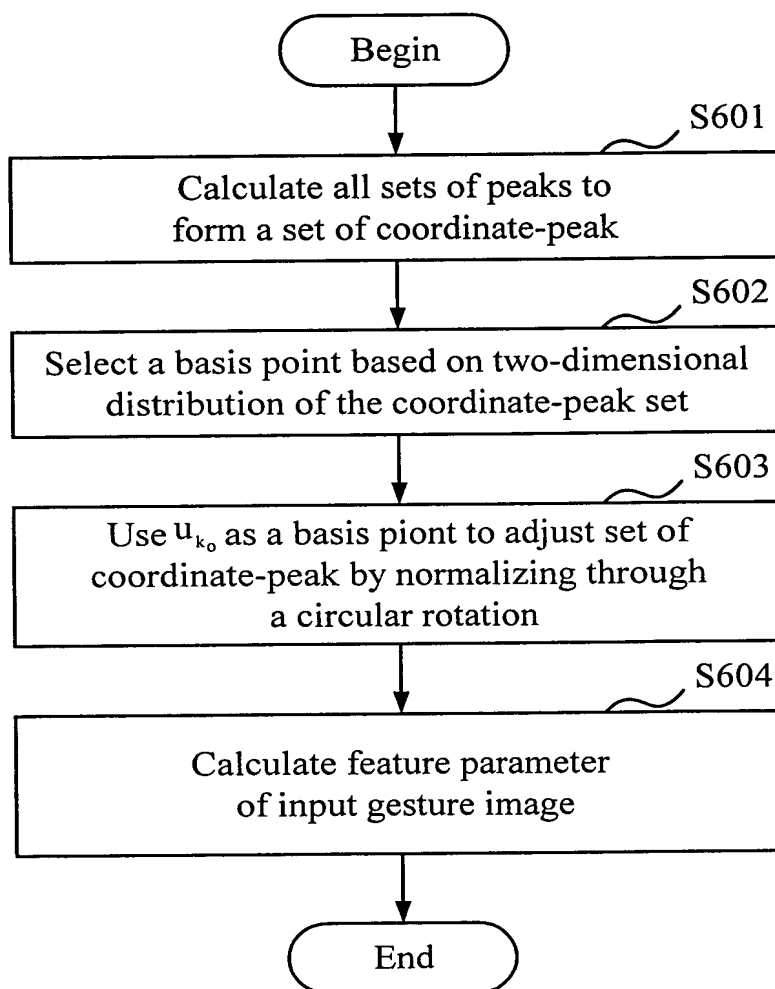 Begin
S601
Calculate all sets of peaks to
form a set of coordinate-peak
S602
Select a basis point based on two-dimensional
distribution of the coordinate-peak set
S603
Use u_{k_o} as a basis piont to adjust set of
coordinate-peak by normalizing through
a circular rotation
S604
Calculate feature parameter
of input gesture image
End